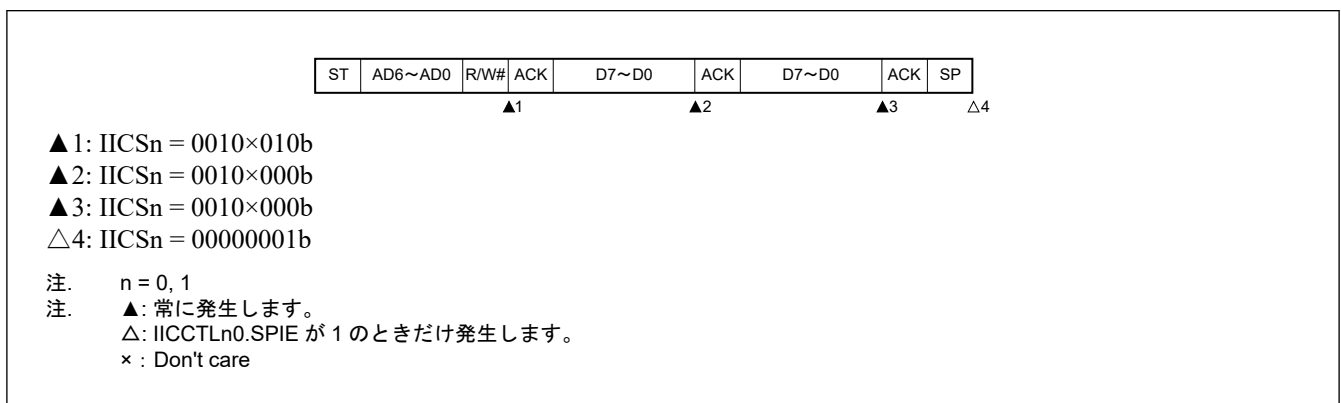 ST AD6～AD0 R/W# ACK D7～D0 ACK D7～D0 ACK SP
▲1 ▲2 ▲3 △4
▲1: IICSn = 0010×010b
▲2: IICSn = 0010×000b
▲3: IICSn = 0010×000b
△4: IICSn = 00000001b
注. n = 0, 1
注. ▲: 常に発生します。
△: IICCTLn0.SPIE が 1 のときだけ発生します。
×：Don't care